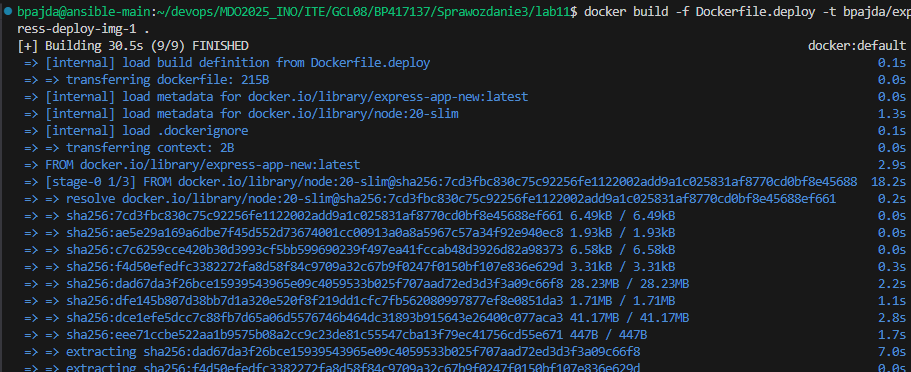 bpajda@ansible-main:~/devops/MDO2025_INO/ITE/GCL08/BP417137/Sprawozdanie3/lab11$ docker build -f Dockerfile.deploy -t bpajda/exp
ress-deploy-img-1 .
[+] Building 30.5s (9/9) FINISHED docker:default
=> [internal] load build definition from Dockerfile.deploy 0.1s
=> => transferring dockerfile: 215B 0.0s
=> [internal] load metadata for docker.io/library/express-app-new:latest 0.0s
=> [internal] load metadata for docker.io/library/node:20-slim 1.3s
=> [internal] load .dockerignore 0.1s
=> => transferring context: 2B 0.0s
=> FROM docker.io/library/express-app-new:latest 2.9s
=> [stage-0 1/3] FROM docker.io/library/node:20-slim@sha256:7cd3fbc830c75c92256fe1122002add9a1c025831af8770cd0bf8e45688 18.2s
=> => resolve docker.io/library/node:20-slim@sha256:7cd3fbc830c75c92256fe1122002add9a1c025831af8770cd0bf8e45688ef661 0.2s
=> => sha256:7cd3fbc830c75c92256fe1122002add9a1c025831af8770cd0bf8e45688ef661 6.49kB / 6.49kB 0.0s
=> => sha256:ae5e29a169a6dbe7f45d552d73674001cc00913a0a8a5967c57a34f92e940ec8 1.93kB / 1.93kB 0.0s
=> => sha256:c7c6259cce420b30d3993cf5bb599690239f497ea41fccab48d3926d82a98373 6.58kB / 6.58kB 0.0s
=> => sha256:f4d50efedfc3382272fa8d58f84c9709a32c67b9f0247f0150bf107e836e629d 3.31kB / 3.31kB 0.3s
=> => sha256:dad67da3f26bce15939543965e09c4059533b025f707aad72ed3d3f3a09c66f8 28.23MB / 28.23MB 2.2s
=> => sha256:dfe145b807d38bb7d1a320e520f8f219dd1cfc7fb562080997877ef8e0851da3 1.71MB / 1.71MB 1.1s
=> => sha256:dce1efe5dcc7c88fb7d65a06d5576746b464dc31893b915643e26400c077aca3 41.17MB / 41.17MB 2.8s
=> => sha256:eee71ccbe522aa1b9575b08a2cc9c23de81c55547cba13f79ec41756cd55e671 447B / 447B 1.7s
=> => extracting sha256:dad67da3f26bce15939543965e09c4059533b025f707aad72ed3d3f3a09c66f8 7.0s
=> => extracting sha256:f4d50efedfc3382272fa8d58f84c9709a32c67b9f0247f0150bf107e836e629d